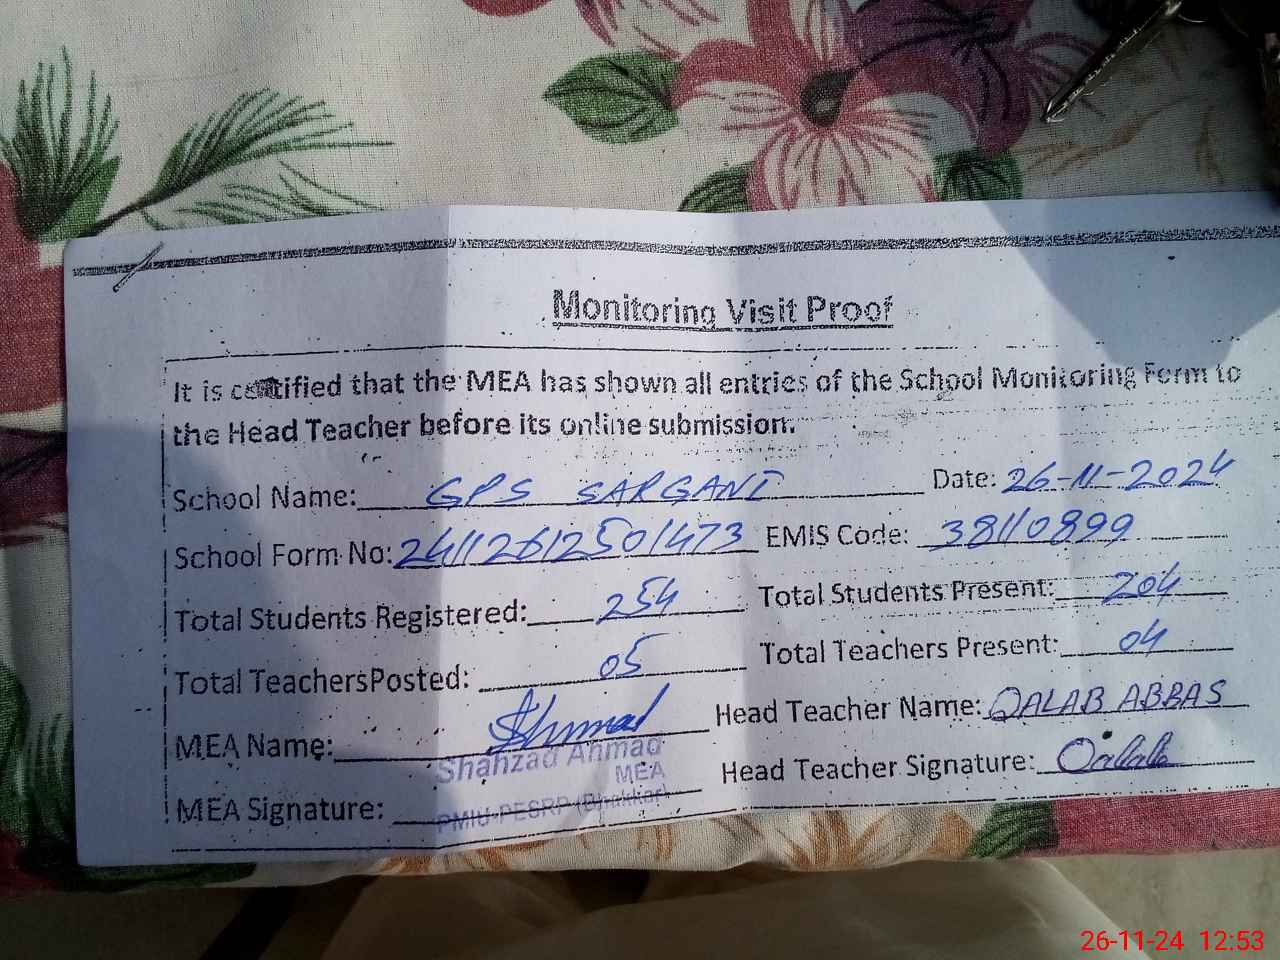 Monitoring Visit Proof
It is certified that the MEA has shown all entries of the School Monitoring Form to
the Head Teacher before its online submission.
School Name: GPS SARGANI Date: 26-11-2024
School Form No: 24112612501473 EMIS Code: 38110899
Total Students Registered: 254 Total Students Present: 204
Total TeachersPosted: 05 Total Teachers Present: 04
MEA Name: Ahmad Head Teacher Name: QALAB ABBAS
Shahzad Ahmad
MEA
Head Teacher Signature: Qalab
MEA Signature: PMIU-PESRP (Bhakkar)
26-11-24 12:53